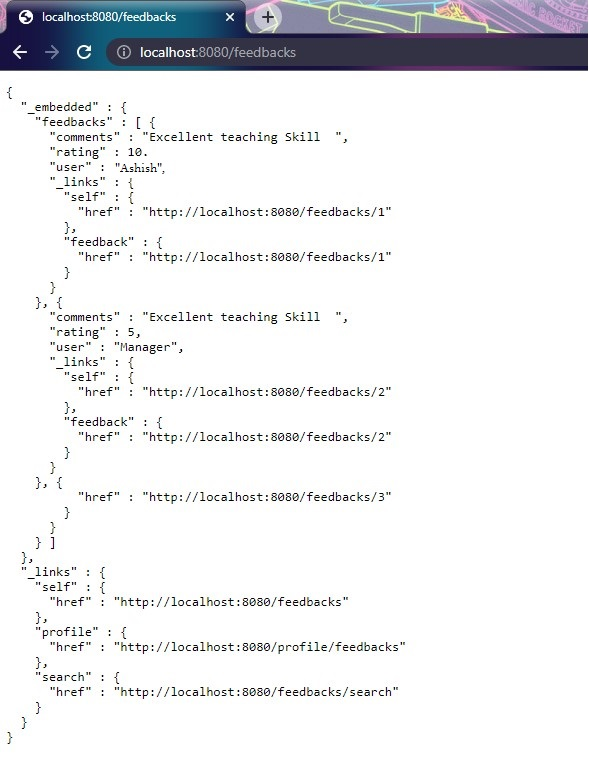 localhost:8080/feedbacks
localhost:8080/feedbacks
{
  "_embedded" : {
    "feedbacks" : [ {
      "comments" : "Excellent teaching Skill  ",
      "rating" : 10.
      "user" : "Ashish",
      "_links" : {
        "self" : {
          "href" : "http://localhost:8080/feedbacks/1"
        },
        "feedback" : {
          "href" : "http://localhost:8080/feedbacks/1"
        }
      }
    }, {
      "comments" : "Excellent teaching Skill  ",
      "rating" : 5,
      "user" : "Manager",
      "_links" : {
        "self" : {
          "href" : "http://localhost:8080/feedbacks/2"
        },
        "feedback" : {
          "href" : "http://localhost:8080/feedbacks/2"
        }
      }
    }, {
          "href" : "http://localhost:8080/feedbacks/3"
        }
      }
    } ]
  },
  "_links" : {
    "self" : {
      "href" : "http://localhost:8080/feedbacks"
    },
    "profile" : {
      "href" : "http://localhost:8080/profile/feedbacks"
    },
    "search" : {
      "href" : "http://localhost:8080/feedbacks/search"
    }
  }
}